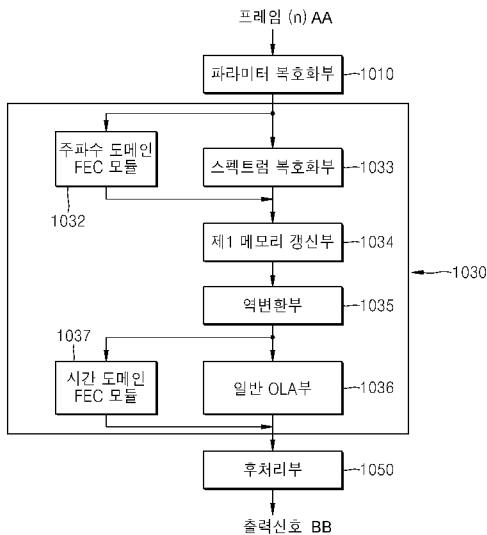 프레임 (n) AA
파라미터 복호화부
1010
주파수 도메인
FEC 모듈
1032
스펙트럼 복호화부
1033
제1 메모리 갱신부
1034
1030
역변환부
1035
1037
시간 도메인
FEC 모듈
일반 OLA부
1036
후처리부
1050
출력신호 BB